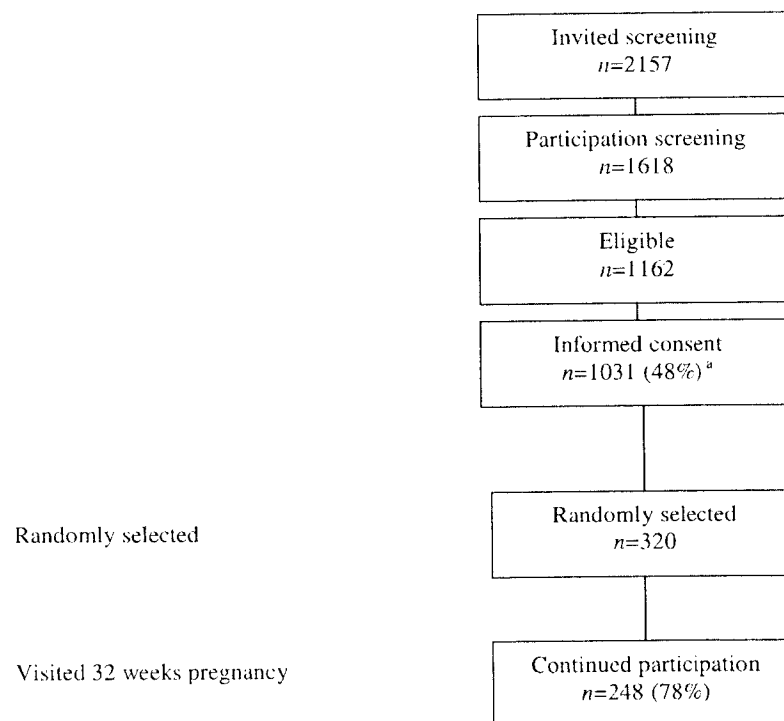 Invited screening
n=2157
Participation screening
n=1618
Eligible
n=1162
Informed consent
n=1031 (48%) a
Randomly selected
Randomly selected
n=320
Visited 32 weeks pregnancy
Continued participation
n=248 (78%)